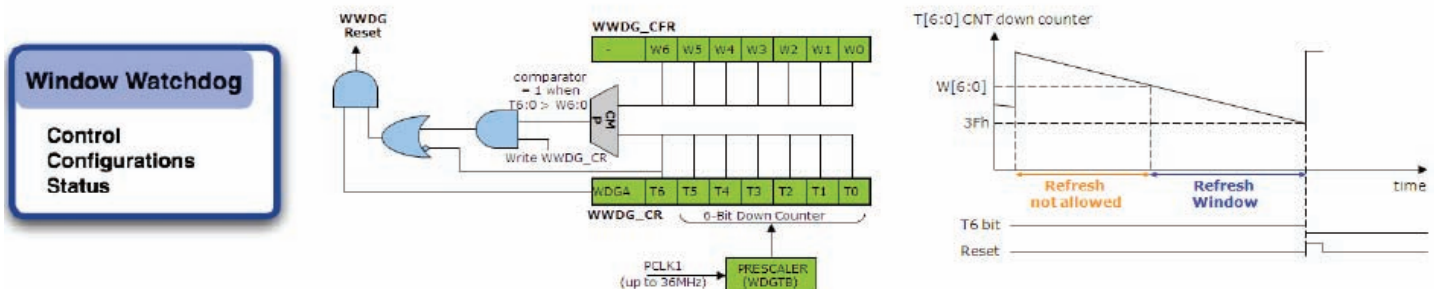 Window Watchdog
Control
Configurations
Status
WWDG
Reset
WWDG_CFR
- W6 W5 W4 W3 W2 W1 W0
comparator
= 1 when
T6:0 > W6:0
CM
P
Write WWDG_CR
WDGA T6 T5 T4 T3 T2 T1 T0
WWDG_CR
6-Bit Down Counter
PCLK1
(up to 36MHz)
PRESCALER
(WDGTB)
T[6:0] CNT down counter
W[6:0]
3Fh
Refresh
not allowed
Refresh
Window
time
T6 bit
Reset